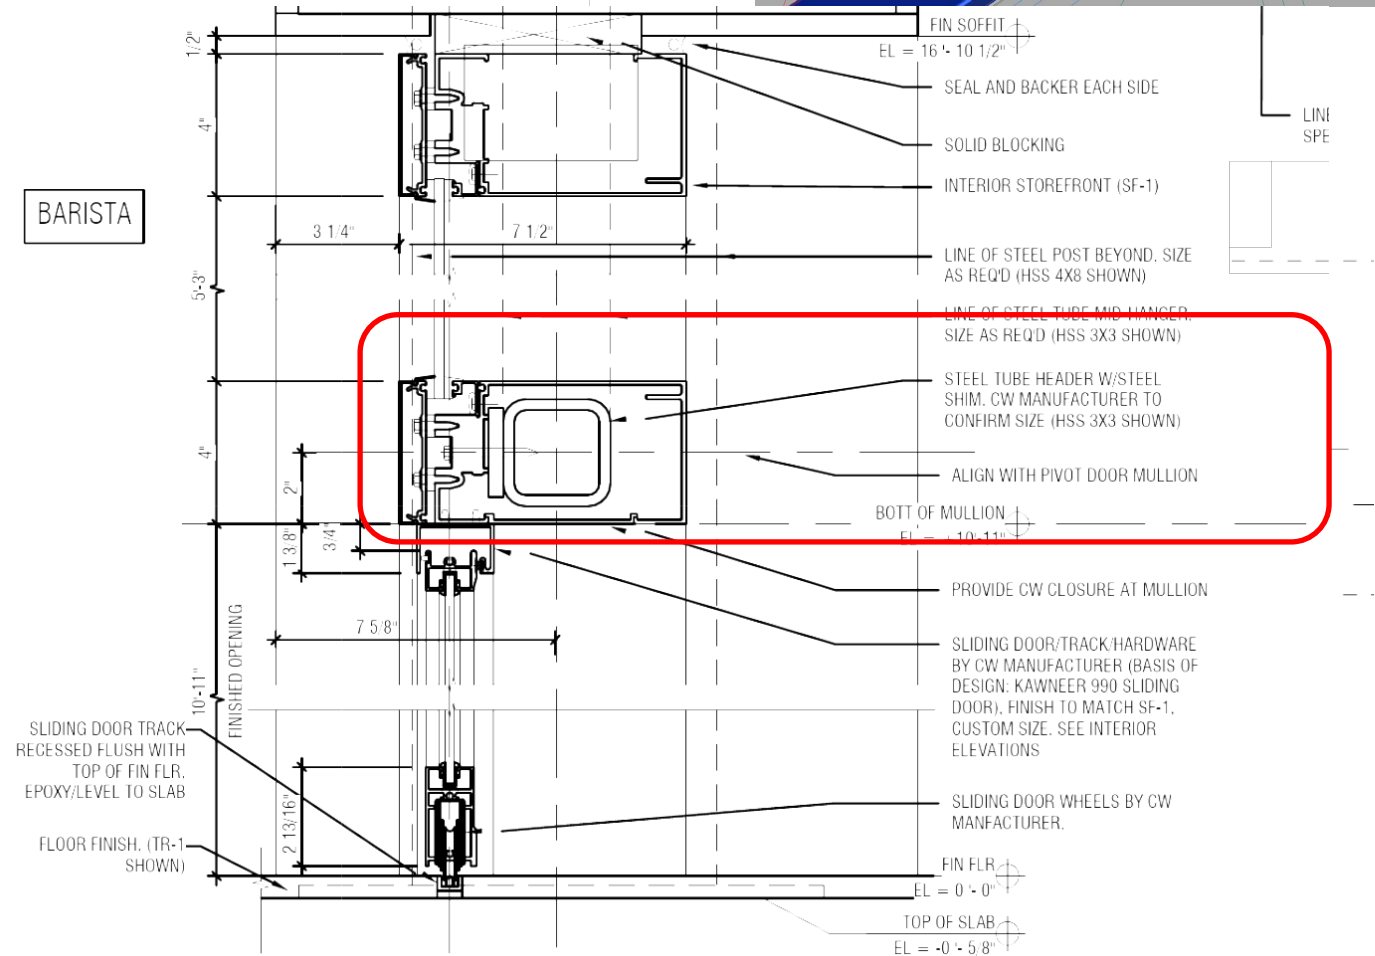 FIN SOFFIT
EL = 16 '- 10 1/2"
1/2"
SEAL AND BACKER EACH SIDE
4"
LINE
SPE
SOLID BLOCKING
INTERIOR STOREFRONT (SF-1)
BARISTA
3 1/4"
7 1/2"
LINE OF STEEL POST BEYOND, SIZE
AS REQ'D (HSS 4X8 SHOWN)
5'-3"
LINE OF STEEL TUBE MID-HANGER,
SIZE AS REQ'D (HSS 3X3 SHOWN)
STEEL TUBE HEADER W/STEEL
SHIM. CW MANUFACTURER TO
CONFIRM SIZE (HSS 3X3 SHOWN)
4"
2"
ALIGN WITH PIVOT DOOR MULLION
BOTT OF MULLION
10'-11"
1 3/8"
3/4"
PROVIDE CW CLOSURE AT MULLION
7 5/8"
FINISHED OPENING
10'-11"
SLIDING DOOR/TRACK/HARDWARE
BY CW MANUFACTURER (BASIS OF
DESIGN: KAWNEER 990 SLIDING
DOOR), FINISH TO MATCH SF-1,
CUSTOM SIZE. SEE INTERIOR
ELEVATIONS
SLIDING DOOR TRACK
RECESSED FLUSH WITH
TOP OF FIN FLR.
EPOXY/LEVEL TO SLAB
2 13/16"
SLIDING DOOR WHEELS BY CW
MANFACTURER.
FLOOR FINISH. (TR-1
SHOWN)
FIN FLR
EL = 0 '- 0"
TOP OF SLAB
EL = -0 '- 5/8"